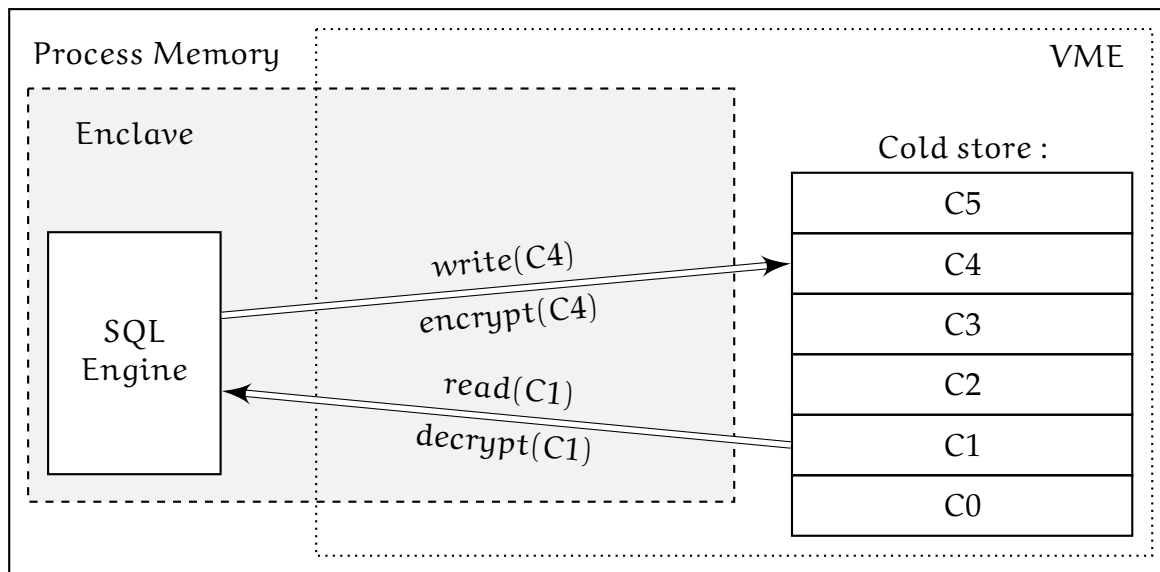 Process Memory
VME
Enclave
Cold store :
C5
write(C4)
C4
encrypt(C4)
C3
SQL
Engine
read(C1)
C2
decrypt(C1)
C1
C0